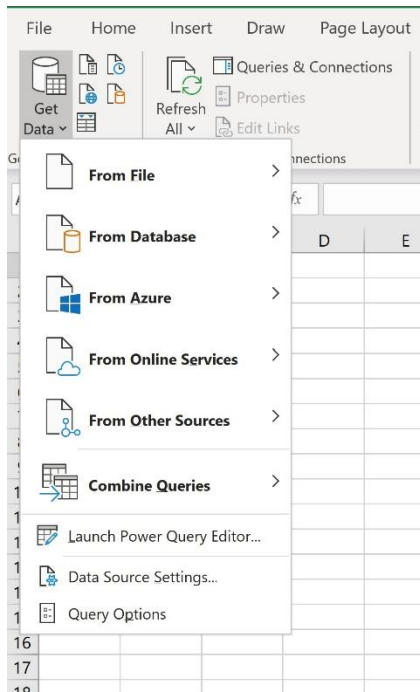 File Home Insert Draw Page Layout
Queries & Connections
Get Refresh Properties
Data All Edit Links
nnections
From File
fx
From Database
D E
From Azure
From Online Services
From Other Sources
Combine Queries
Launch Power Query Editor...
Data Source Settings...
Query Options
16
17
18